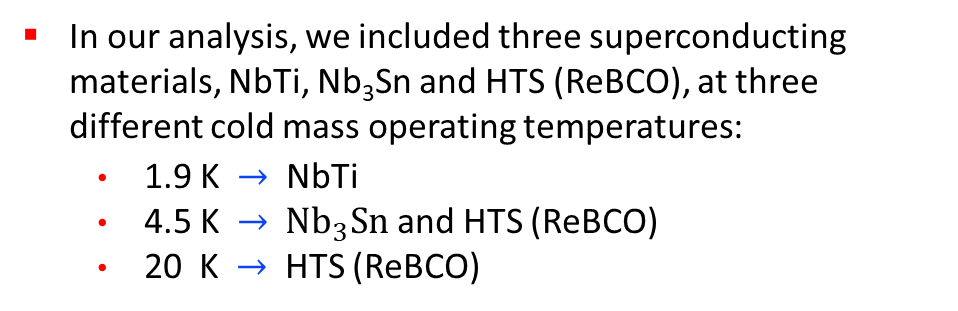 ▪ In our analysis, we included three superconducting
materials, NbTi, Nb₃Sn and HTS (ReBCO), at three
different cold mass operating temperatures:
• 1.9 K → NbTi
• 4.5 K → Nb₃Sn and HTS (ReBCO)
• 20 K → HTS (ReBCO)